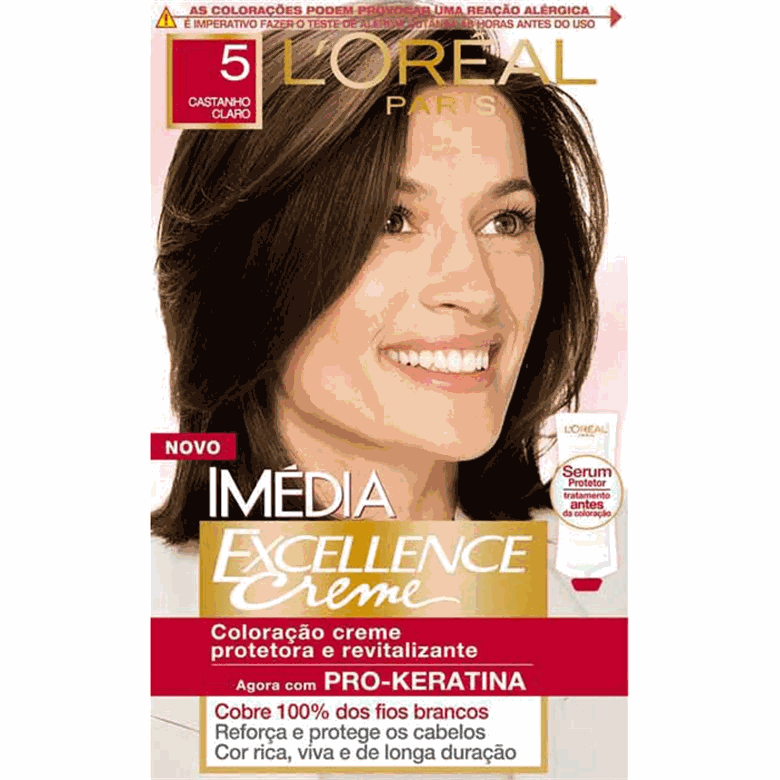 AS COLORAÇÕES PODEM PROVOCAR UMA REAÇÃO ALÉRGICA
É IMPERATIVO FAZER O TESTE DE ALERGIA 48 HORAS ANTES DO USO
5
CASTANHO
CLARO
L'ORÉAL
PARIS
NOVO
IMÉDIA
EXCELLENCE
Creme
L'ORÉAL
Serum
Protetor
tratamento
antes
da coloração
Coloração creme
protetora e revitalizante
Agora com PRO-KERATINA
Cobre 100% dos fios brancos
Reforça e protege os cabelos
Cor rica, viva e de longa duração